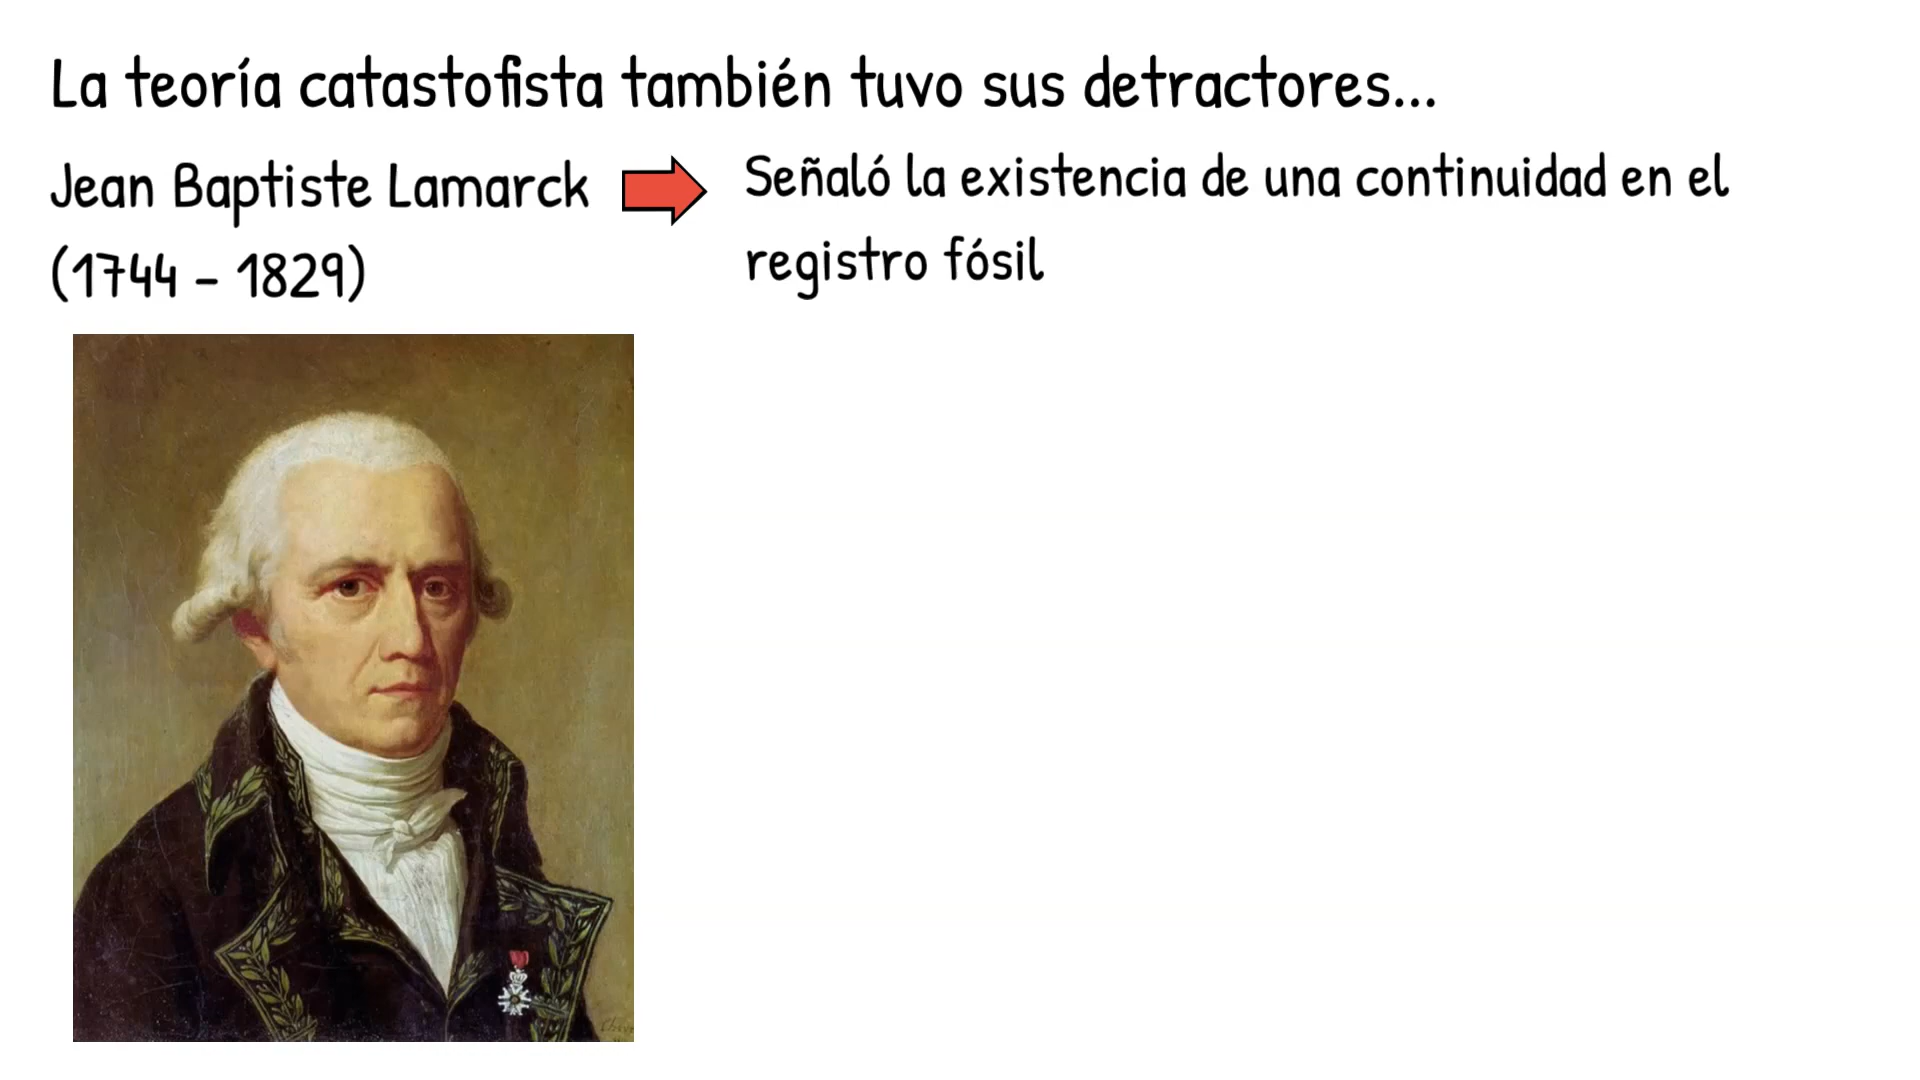 La teoría catastofista también tuvo sus detractores...
Jean Baptiste Lamarck
(1744 - 1829)
Señaló la existencia de una continuidad en el
registro fósil